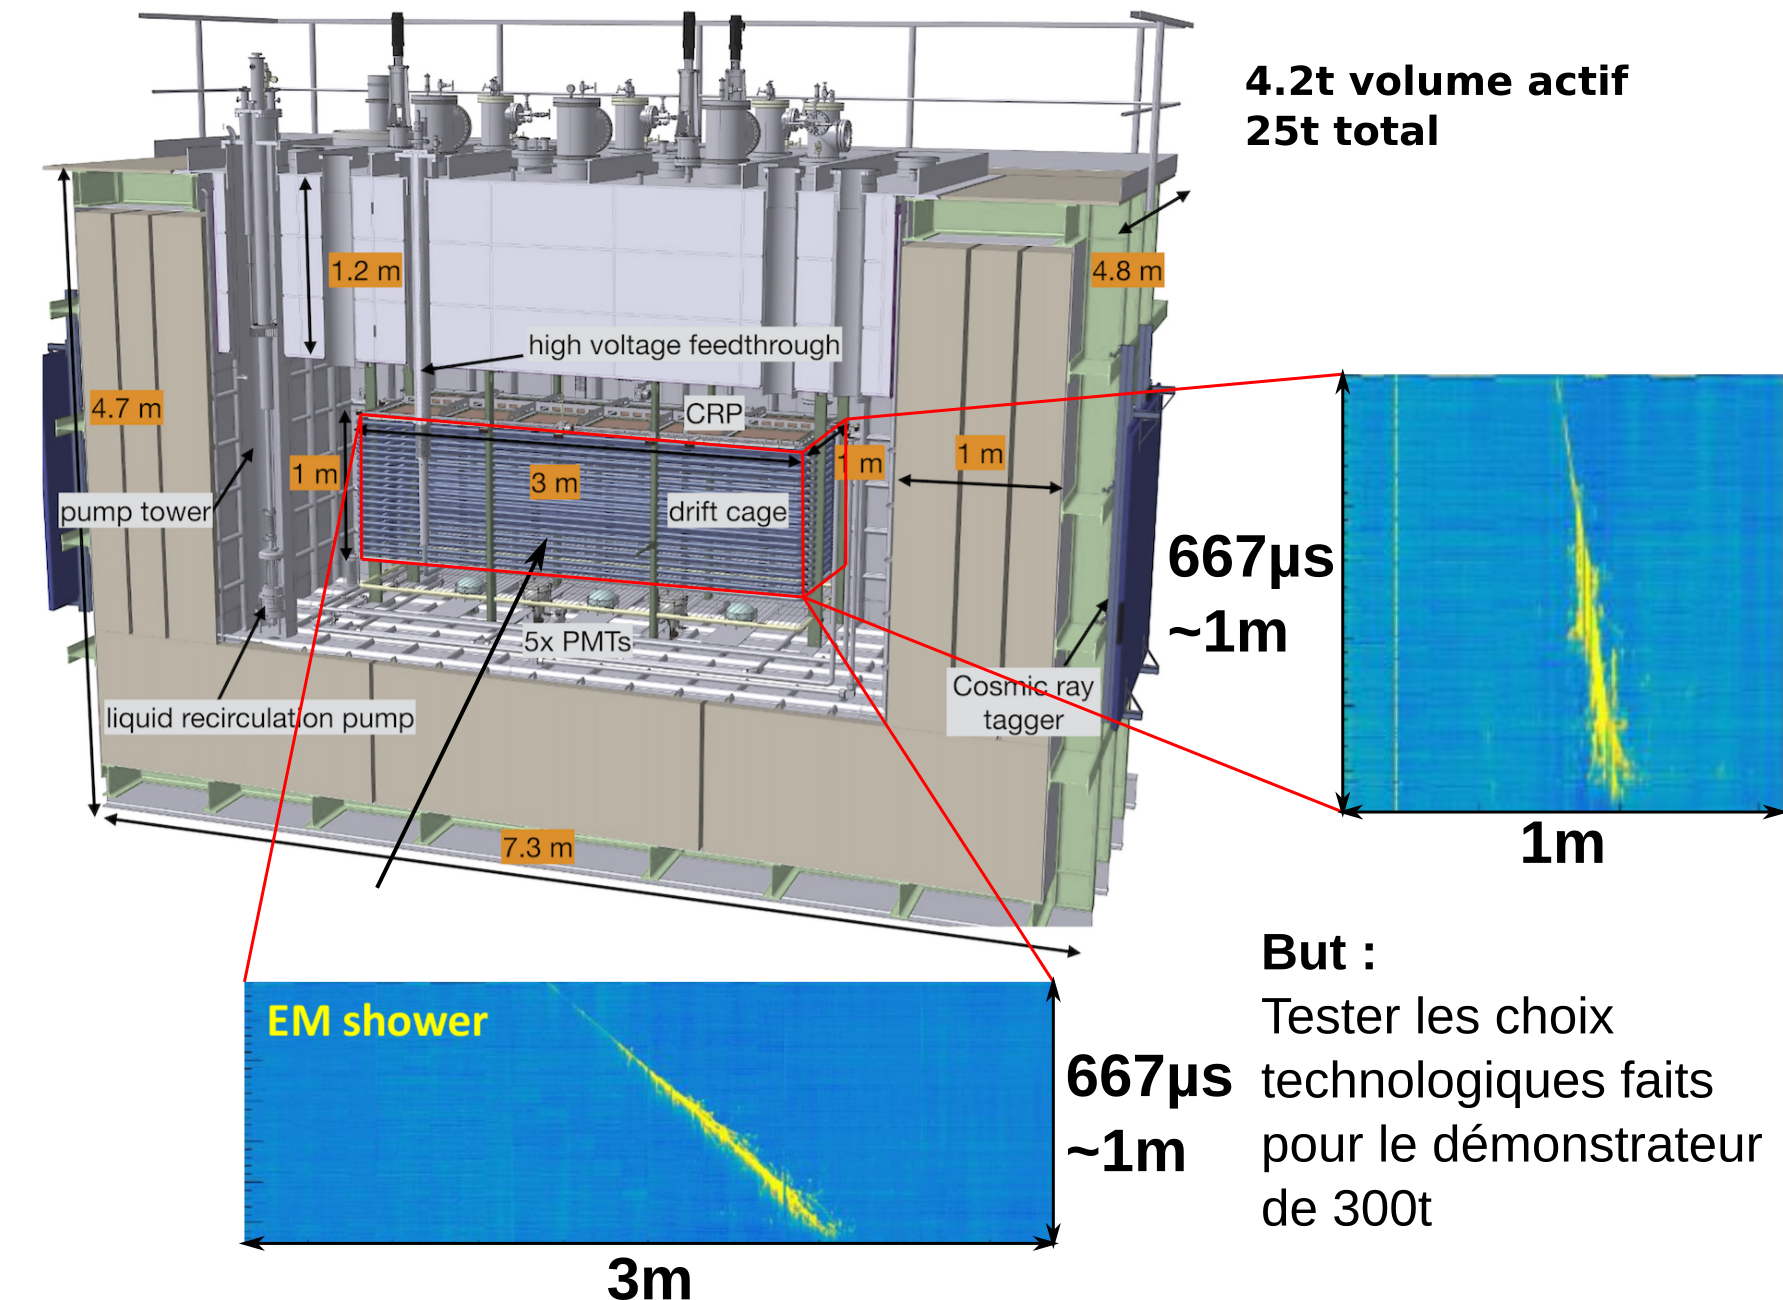 4.2t volume actif
25t total
1.2 m
4.8 m
high voltage feedthrough
4.7 m
CRP
1 m
1 m
1 m
3 m
pump tower
drift cage
667µs
~1m
5x PMTs
Cosmic ray
tagger
liquid recirculation pump
1m
7.3 m
But :
EM shower
Tester les choix
667µs
technologiques faits
~1m
pour le démonstrateur
de 300t
3m